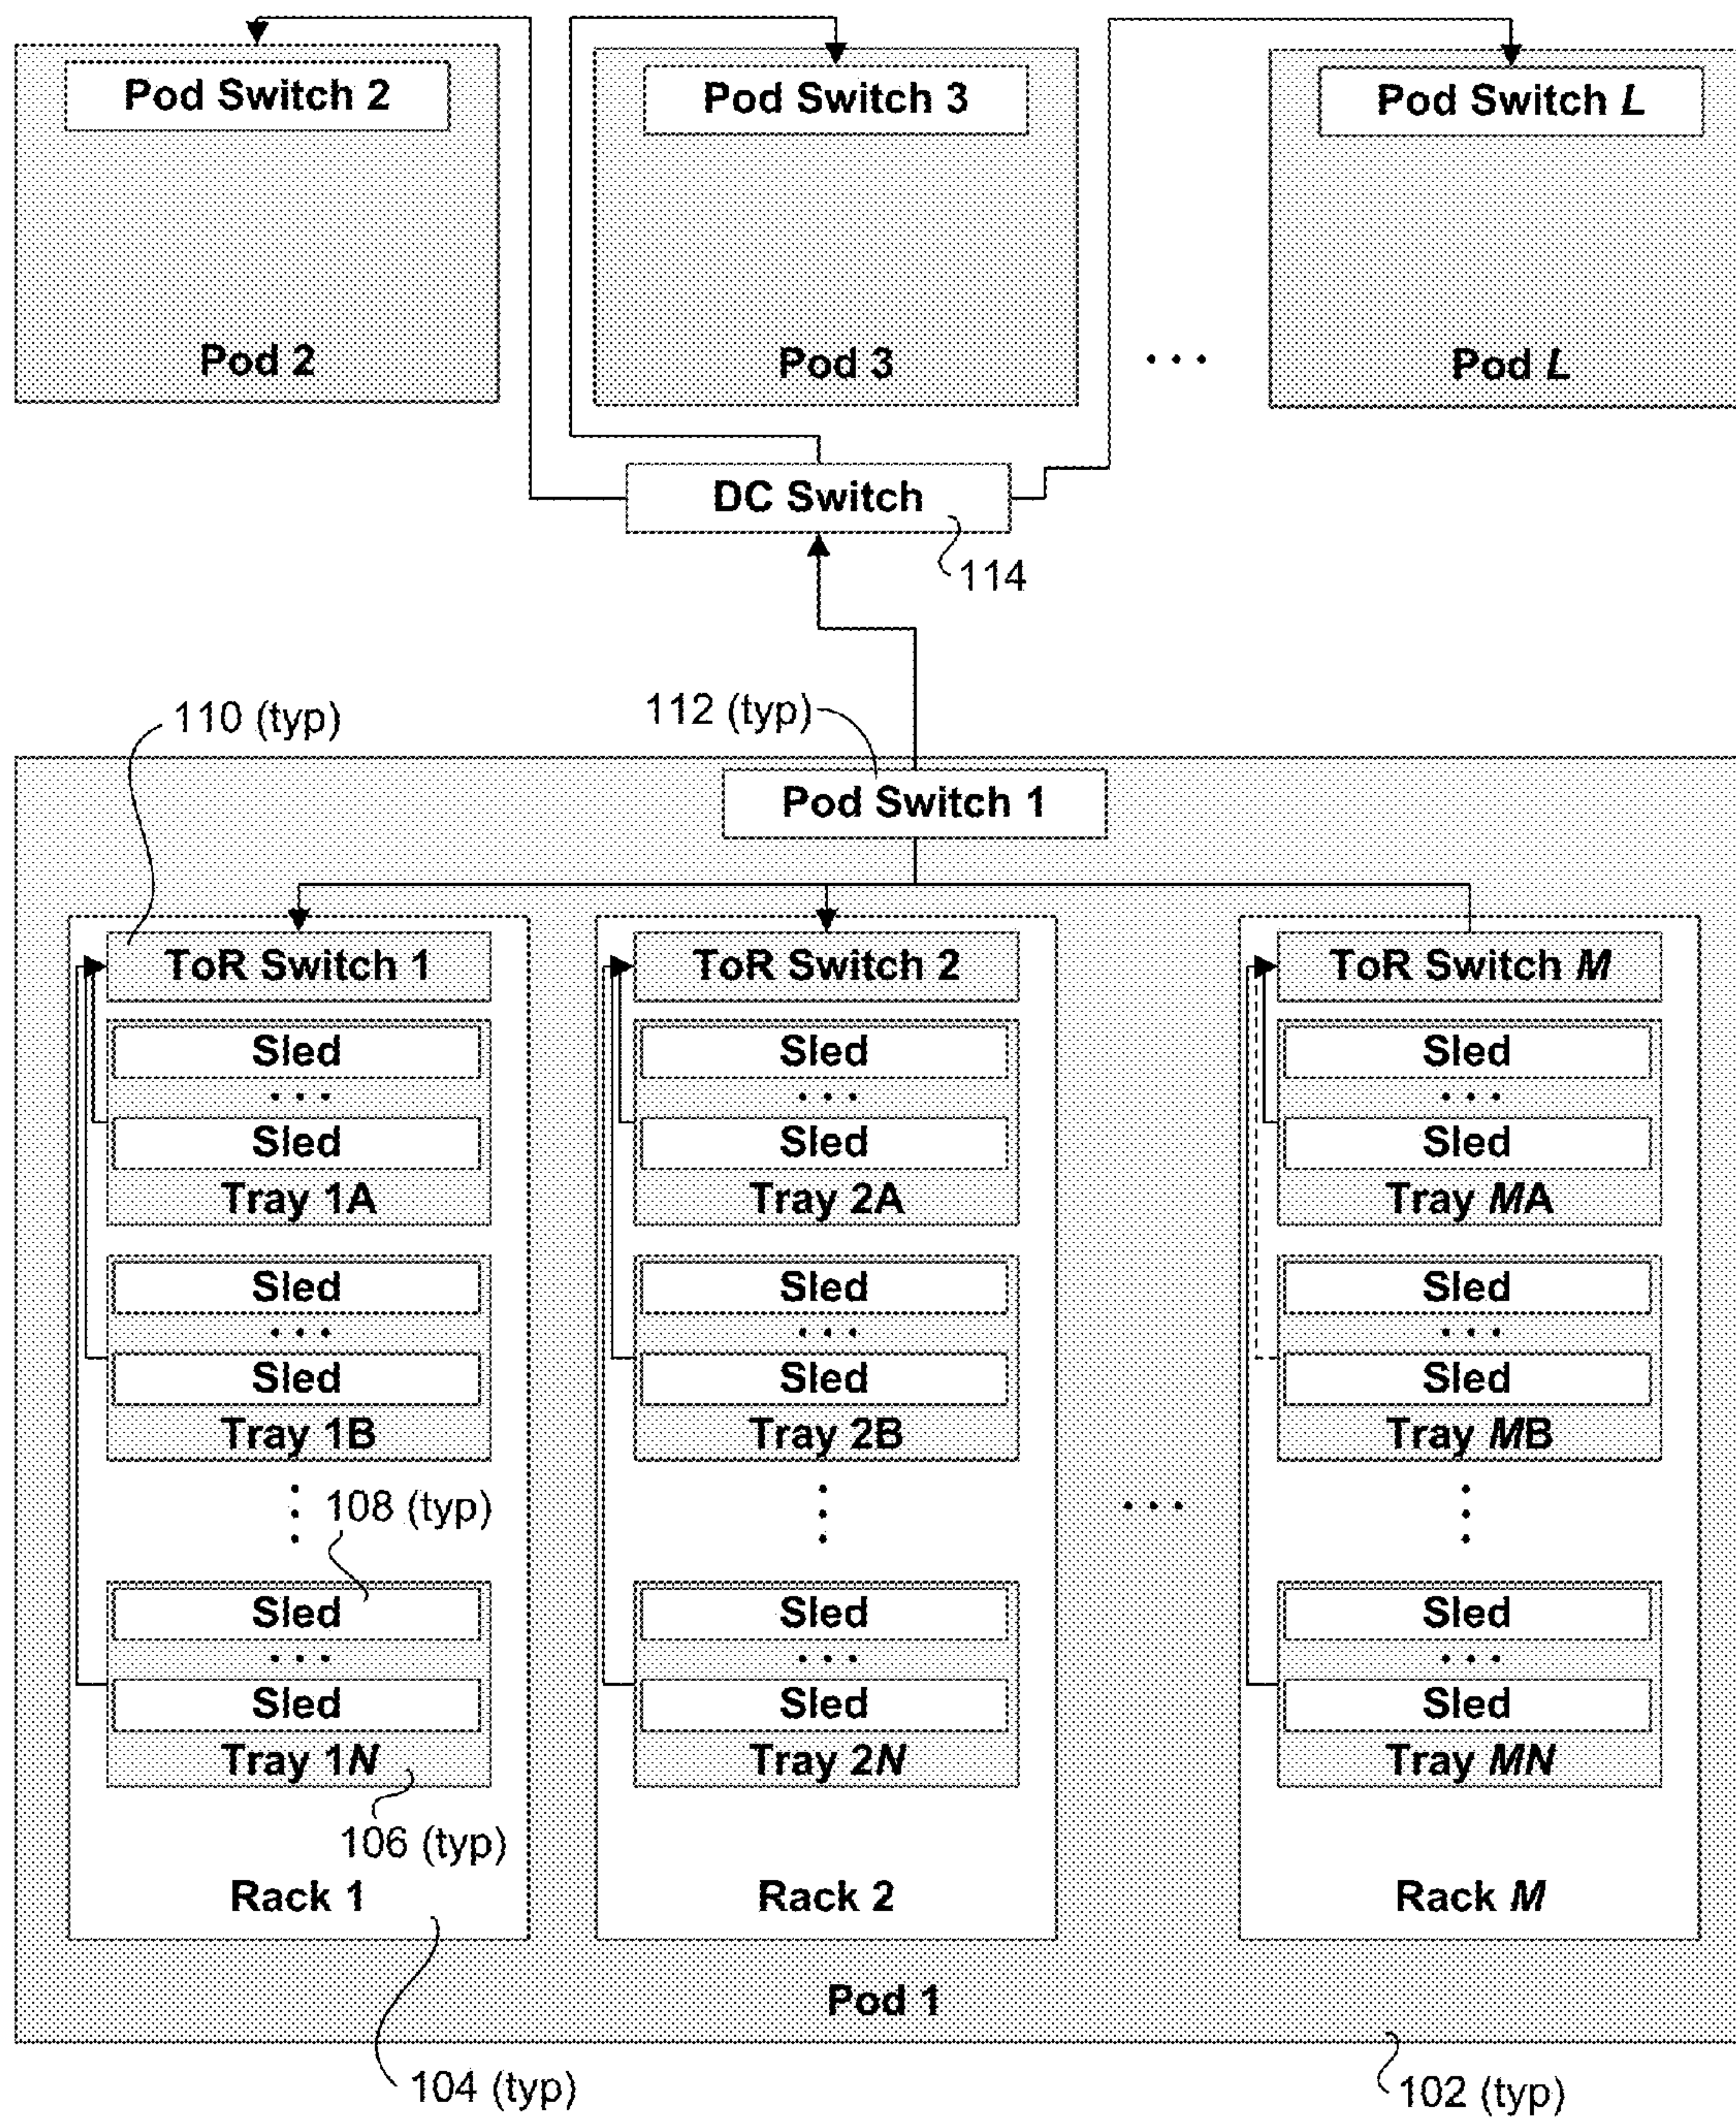 Pod Switch 2
Pod Switch 3
Pod Switch L
Pod 2
Pod 3
...
Pod L
DC Switch
114
110 (typ)
112 (typ)
Pod Switch 1
ToR Switch 1
ToR Switch 2
ToR Switch M
Sled
Sled
Sled
...
...
...
Sled
Sled
Sled
Tray 1A
Tray 2A
Tray MA
Sled
Sled
Sled
...
...
...
Sled
Sled
Sled
Tray 1B
Tray 2B
Tray MB
108 (typ)
...
Sled
Sled
Sled
...
...
...
Sled
Sled
Sled
Tray 1N
Tray 2N
Tray MN
106 (typ)
Rack 1
Rack 2
Rack M
Pod 1
104 (typ)
102 (typ)